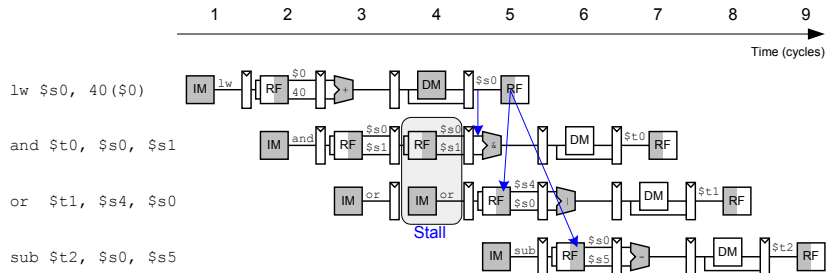 1 2 3 4 5 6 7 8 9
Time (cycles)
lw $s0, 40($0) IM lw RF $0 40 + DM $s0 RF
and $t0, $s0, $s1 IM and RF $s0 $s1 RF $s0 $s1 & DM $t0 RF
or $t1, $s4, $s0 IM or IM or RF $s4 $s0 | DM $t1 RF
Stall
sub $t2, $s0, $s5 IM sub RF $s0 $s5 - DM $t2 RF